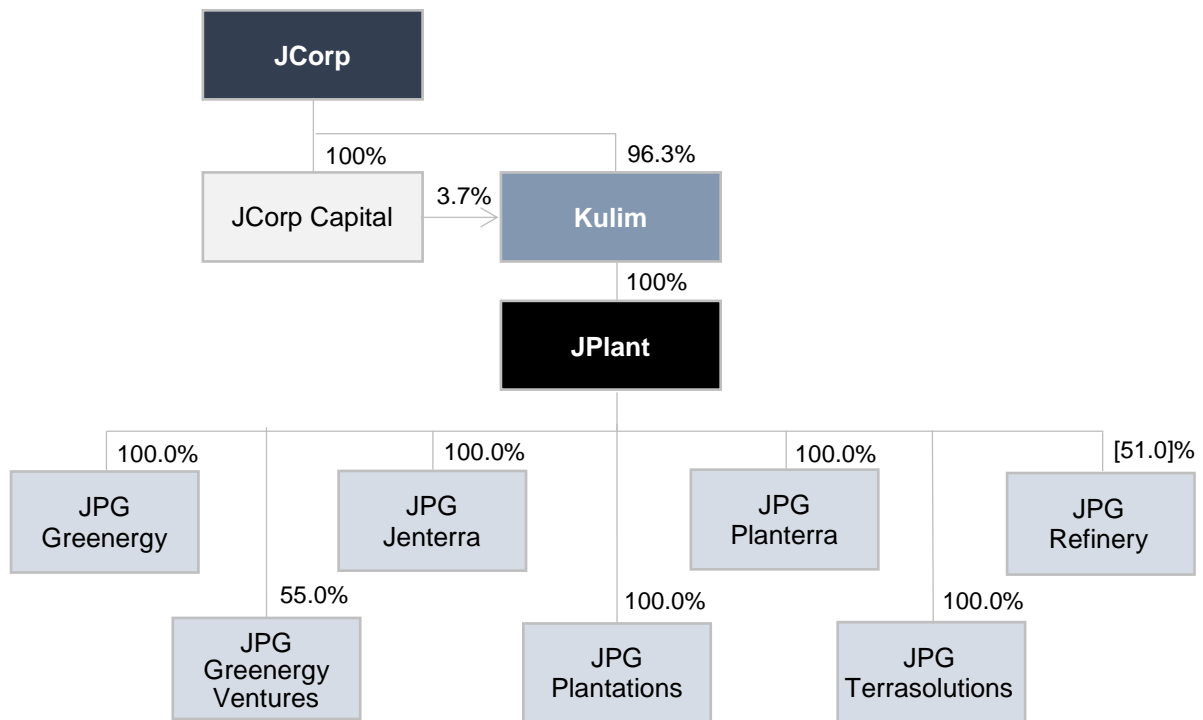 JCorp
100%
96.3%
JCorp Capital
3.7%
Kulim
100%
JPlant
100.0%
100.0%
100.0%
[51.0]%
JPG
Greenergy
JPG
Jenterra
JPG
Planterra
JPG
Refinery
55.0%
100.0%
100.0%
JPG
Greenergy
Ventures
JPG
Plantations
JPG
Terrasolutions